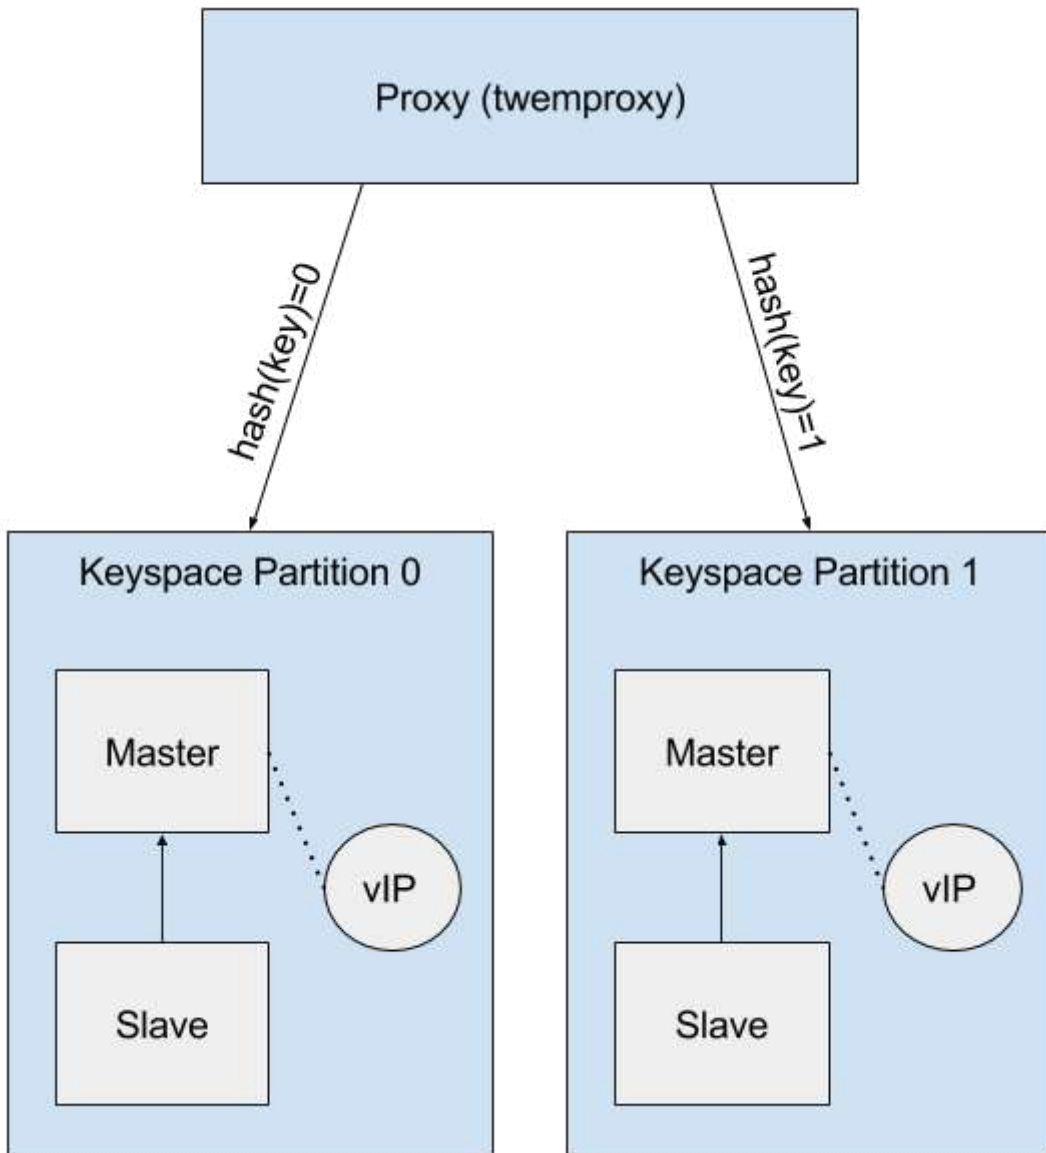 Proxy (twemproxy)
hash(key)=0
hash(key)=1
Keyspace Partition 0
Master
vIP
Slave
Keyspace Partition 1
Master
vIP
Slave